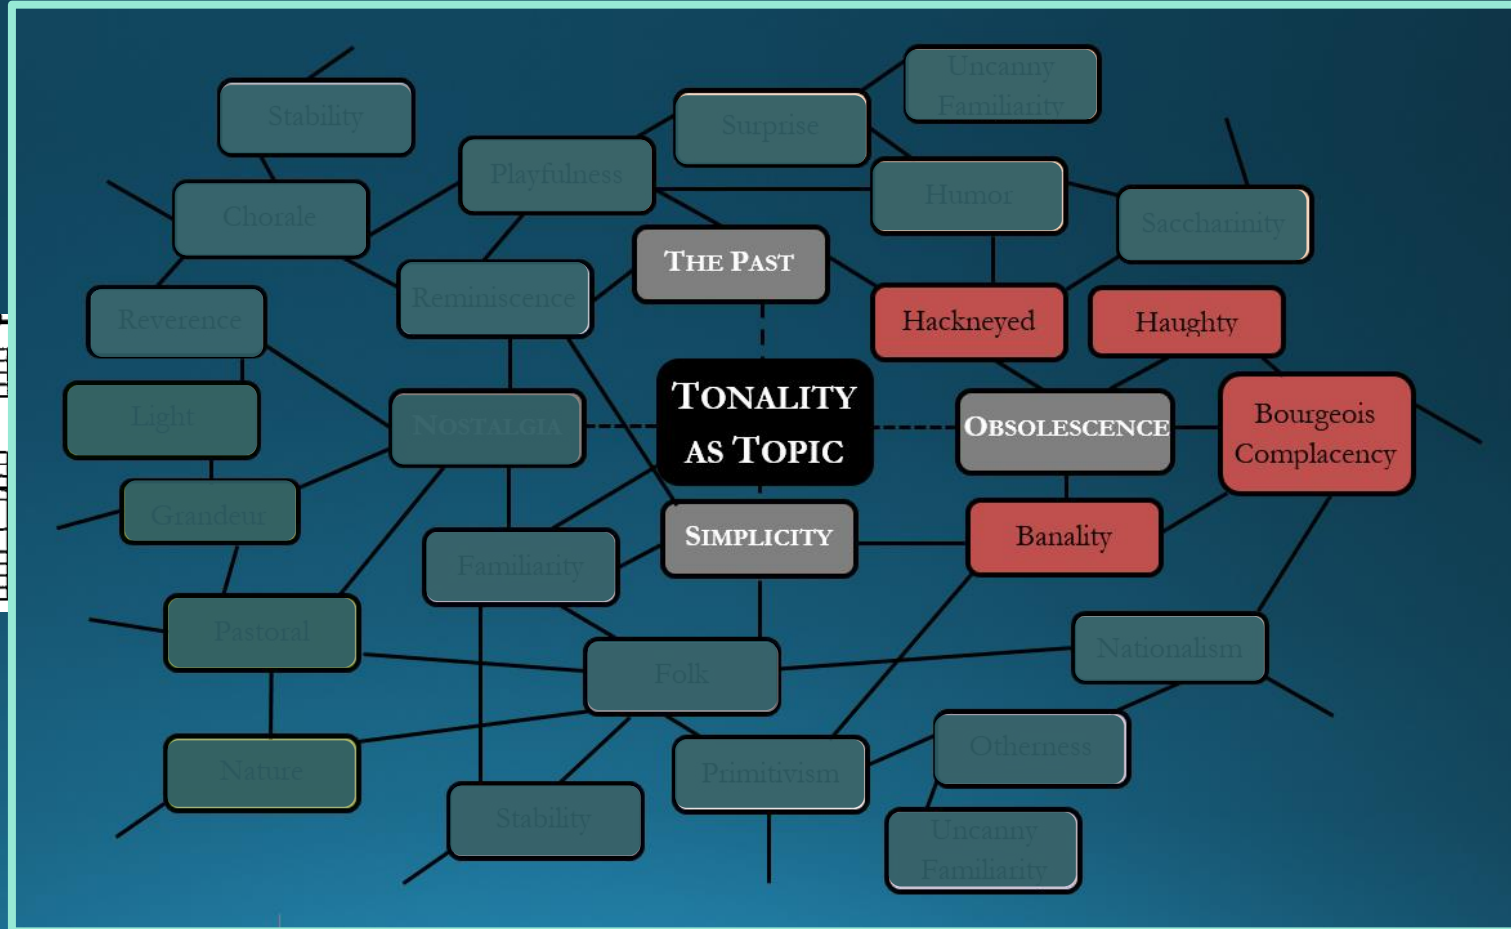 Uncanny
Familiarity
Stability
Surprise
Playfulness
Humor
Chorale
Saccharinity
THE PAST
Reminiscence
Reverence
Hackneyed
Haughty
TONALITY
AS TOPIC
Light
NOSTALGIA
OBSOLESCENCE
Bourgeois
Complacency
Grandeur
SIMPLICITY
Banality
Familiarity
Pastoral
Folk
Nationalism
Otherness
Nature
Primitivism
Stability
Uncanny
Familiarity